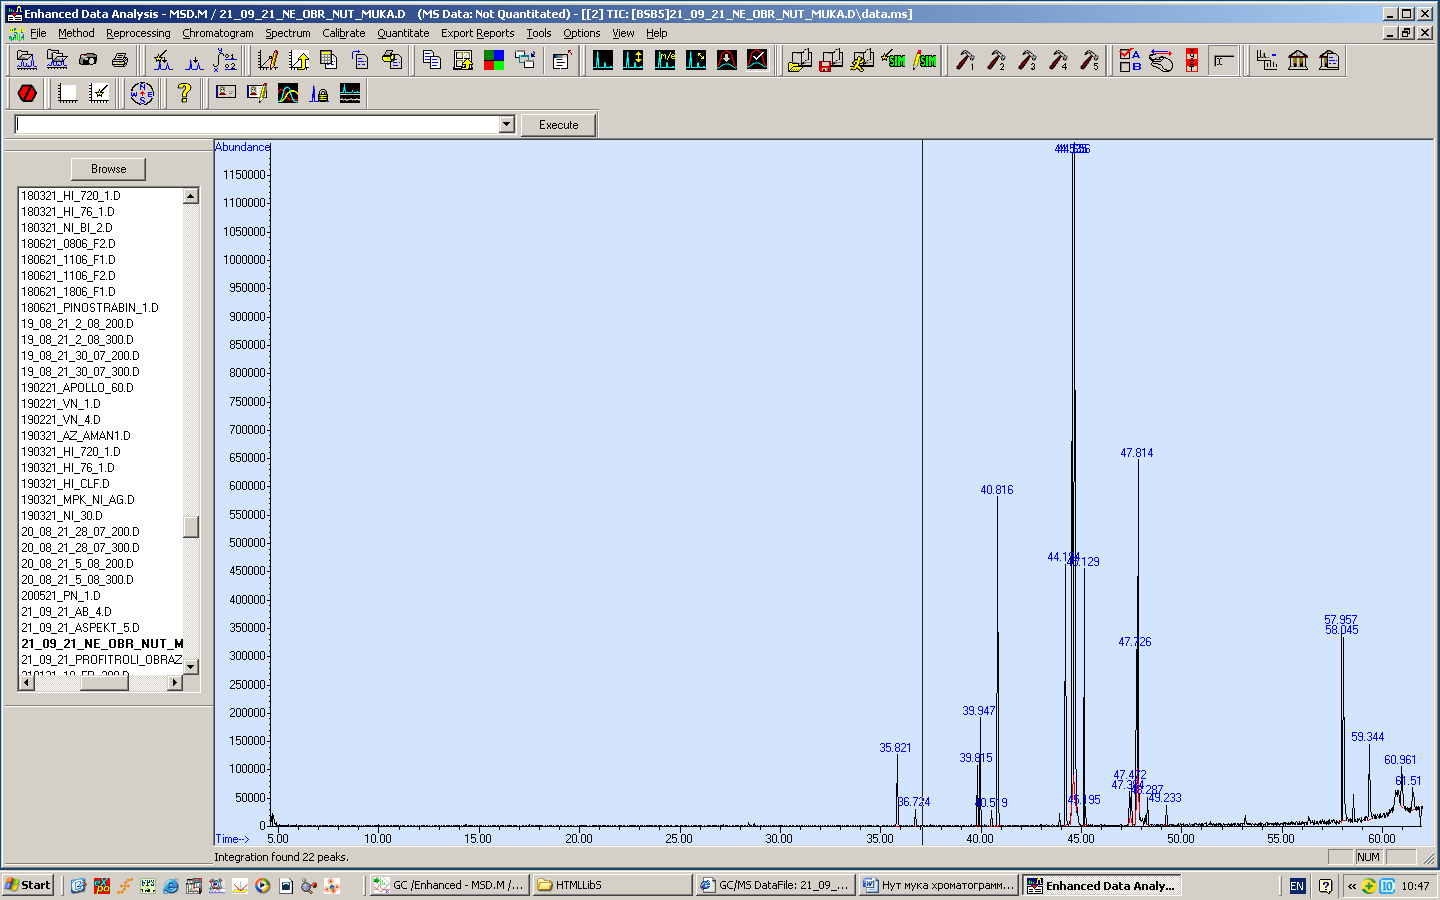 Enhanced Data Analysis - MSD.M / 21_09_21_NE_OBR_NUT_MUKA.D (MS Data: Not Quantitated) - [[2] TIC: [BSB5]21_09_21_NE_OBR_NUT_MUKA.D\data.ms]
File Method Reprocessing Chromatogram Spectrum Calibrate Quantitate Export Reports Tools Options View Help
Execute
Browse
180321_HI_720_1.D
180321_HI_76_1.D
180321_NI_BI_2.D
180621_0806_F2.D
180621_1106_F1.D
180621_1106_F2.D
180621_1806_F1.D
180621_PINOSTRABIN_1.D
19_08_21_2_08_200.D
19_08_21_2_08_300.D
19_08_21_30_07_200.D
19_08_21_30_07_300.D
190221_APOLLO_60.D
190221_VN_1.D
190221_VN_4.D
190321_AZ_AMAN1.D
190321_HI_720_1.D
190321_HI_76_1.D
190321_HI_CLF.D
190321_MPK_NI_AG.D
190321_NI_30.D
20_08_21_28_07_200.D
20_08_21_28_07_300.D
20_08_21_5_08_200.D
20_08_21_5_08_300.D
200521_PN_1.D
21_09_21_AB_4.D
21_09_21_ASPEKT_5.D
21_09_21_NE_OBR_NUT_M
21_09_21_PROFITROLI_OBRAZ
Abundance
1150000
1100000
1050000
1000000
950000
900000
850000
800000
750000
700000
650000
600000
550000
500000
450000
400000
350000
300000
250000
200000
150000
100000
50000
0
35.821
36.724
39.815
39.947
40.519
40.816
45.195
47.472
47.726
47.814
49.233
57.957
58.045
59.344
60.961
61.51
Time-->
5.00 10.00 15.00 20.00 25.00 30.00 35.00 40.00 45.00 50.00 55.00 60.00
Integration found 22 peaks.
NUM
Start
GC /Enhanced - MSD.M /...
HTMLLibS
GC/MS DataFile: 21_09_...
Нут мука хроматограмм...
Enhanced Data Analy...
EN
10:47